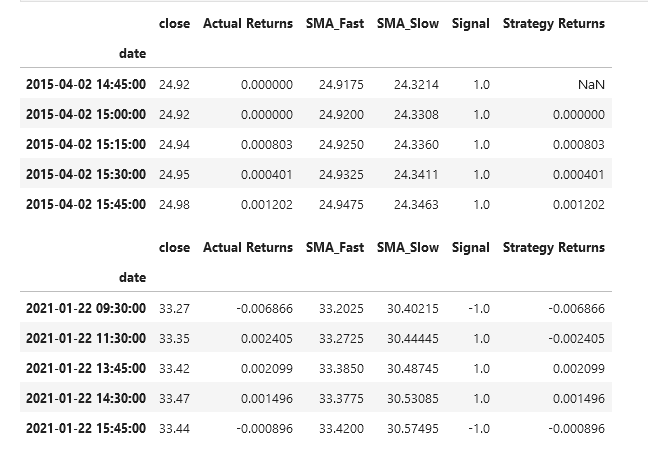 close Actual Returns SMA_Fast SMA_Slow Signal Strategy Returns
date
2015-04-02 14:45:00 24.92 0.000000 24.9175 24.3214 1.0 NaN
2015-04-02 15:00:00 24.92 0.000000 24.9200 24.3308 1.0 0.000000
2015-04-02 15:15:00 24.94 0.000803 24.9250 24.3360 1.0 0.000803
2015-04-02 15:30:00 24.95 0.000401 24.9325 24.3411 1.0 0.000401
2015-04-02 15:45:00 24.98 0.001202 24.9475 24.3463 1.0 0.001202
close Actual Returns SMA_Fast SMA_Slow Signal Strategy Returns
date
2021-01-22 09:30:00 33.27 -0.006866 33.2025 30.40215 -1.0 -0.006866
2021-01-22 11:30:00 33.35 0.002405 33.2725 30.44445 1.0 -0.002405
2021-01-22 13:45:00 33.42 0.002099 33.3850 30.48745 1.0 0.002099
2021-01-22 14:30:00 33.47 0.001496 33.3775 30.53085 1.0 0.001496
2021-01-22 15:45:00 33.44 -0.000896 33.4200 30.57495 -1.0 -0.000896